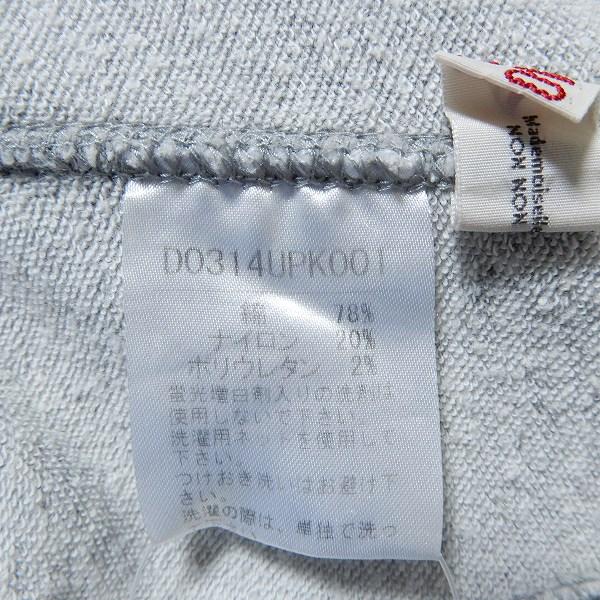 D0314UPK001
綿 78%
ナイロン 20%
ポリウレタン 2%
蛍光増白剤入りの洗剤は
使用しないで下さい。
洗濯用ネットを使用して
下さい。
つけおき洗いはお避け下
さい。
洗濯の際は、単独で洗っ
Mademoiselle
NON NON